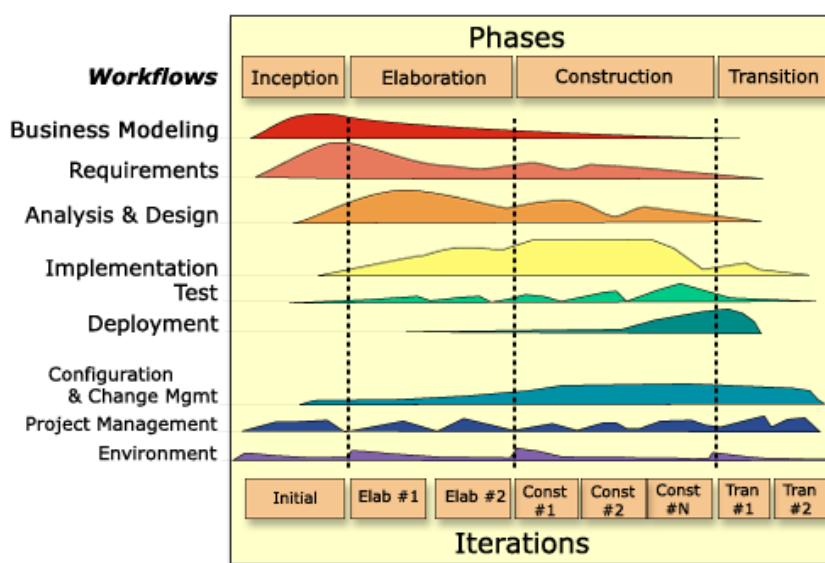 Phases
Workflows
Inception
Elaboration
Construction
Transition
Business Modeling
Requirements
Analysis & Design
Implementation
Test
Deployment
Configuration
& Change Mgmt
Project Management
Environment
Initial
Elab #1
Elab #2
Const
#1
Const
#2
Const
#N
Tran
#1
Tran
#2
Iterations